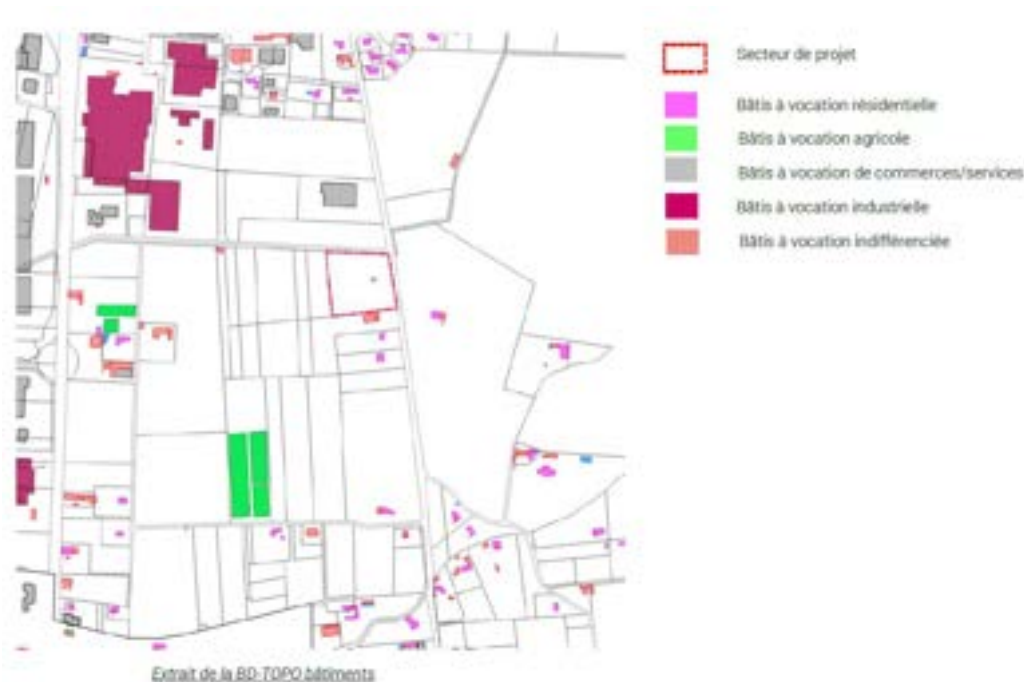 Secteur de projet
Bâtis à vocation résidentielle
Bâtis à vocation agricole
Bâtis à vocation de commerces/services
Bâtis à vocation industrielle
Bâtis à vocation indifférenciée
Extrait de la BD-TOPO bâtiments